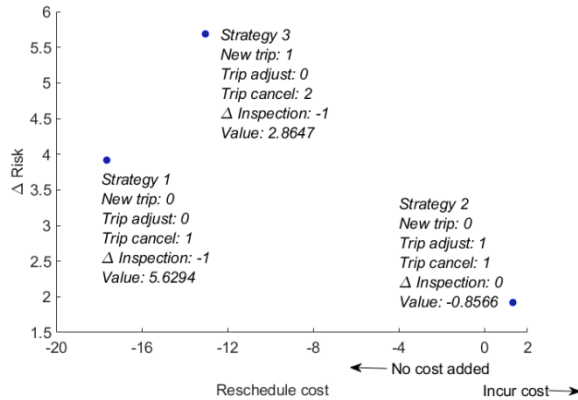 6
5.5
5
4.5
4
3.5
3
2.5
2
1.5
Δ Risk
Strategy 3
New trip: 1
Trip adjust: 0
Trip cancel: 2
Δ Inspection: -1
Value: 2.8647
Strategy 1
New trip: 0
Trip adjust: 0
Trip cancel: 1
Δ Inspection: -1
Value: 5.6294
Strategy 2
New trip: 0
Trip adjust: 1
Trip cancel: 1
Δ Inspection: 0
Value: -0.8566
-20 -16 -12 -8 -4 0 2
No cost added
Reschedule cost
Incur cost